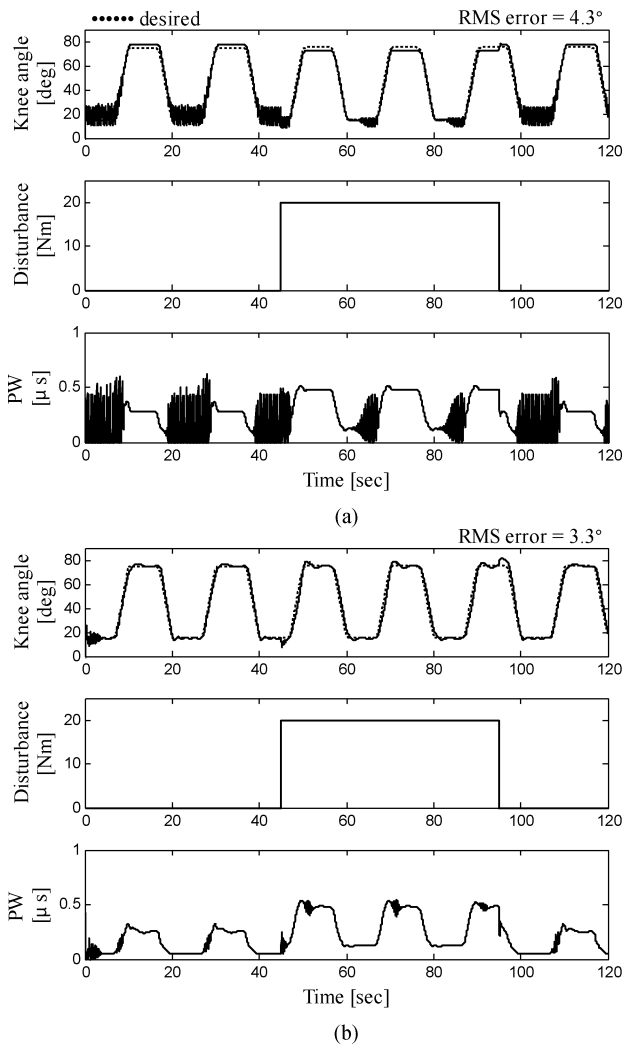 desired RMS error = 4.3°
Knee angle
[deg]
80
60
40
20
0
0 20 40 60 80 100 120
Disturbance
[Nm]
20
10
0
0 20 40 60 80 100 120
PW
[μ s]
1
0.5
0
0 20 40 60 80 100 120
Time [sec]
(a)
RMS error = 3.3°
Knee angle
[deg]
80
60
40
20
0
0 20 40 60 80 100 120
Disturbance
[Nm]
20
10
0
0 20 40 60 80 100 120
PW
[μ s]
1
0.5
0
0 20 40 60 80 100 120
Time [sec]
(b)